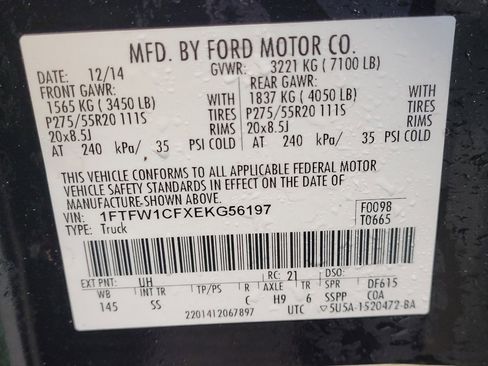 MFD. BY FORD MOTOR CO.
DATE: 12/14 GVWR: 3221 KG ( 7100 LB)
FRONT GAWR: REAR GAWR:
1565 KG ( 3450 LB) WITH 1837 KG ( 4050 LB) WITH
P275/55R20 111S TIRES P275/55R20 111S TIRES
20x8.5J RIMS 20x8.5J RIMS
AT 240 kPa/ 35 PSI COLD AT 240 kPa/ 35 PSI COLD
THIS VEHICLE CONFORMS TO ALL APPLICABLE FEDERAL MOTOR
VEHICLE SAFETY STANDARDS IN EFFECT ON THE DATE OF
MANUFACTURE SHOWN ABOVE.
VIN: 1FTFW1CFXEKG56197 F0098
TYPE: Truck T0665
EXT PNT: UH RC: 21 DSO:
WB INT TR R AXLE TR SPR DF615
145 SS C H9 6 SSPP COA
2201412067897 UTC ▽5U5A-1520472-BA